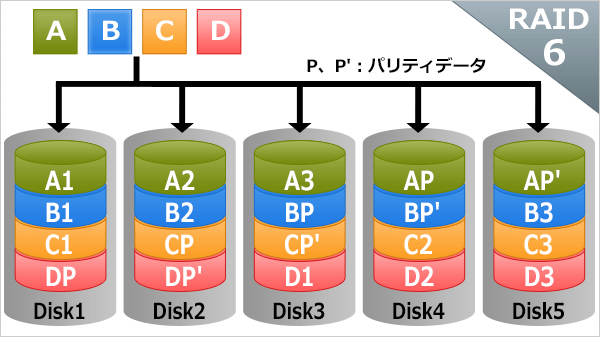 A B C D
RAID
6
P、P'：パリティデータ
A1 A2 A3 AP AP'
B1 B2 BP BP' B3
C1 CP CP' C2 C3
DP DP' D1 D2 D3
Disk1 Disk2 Disk3 Disk4 Disk5